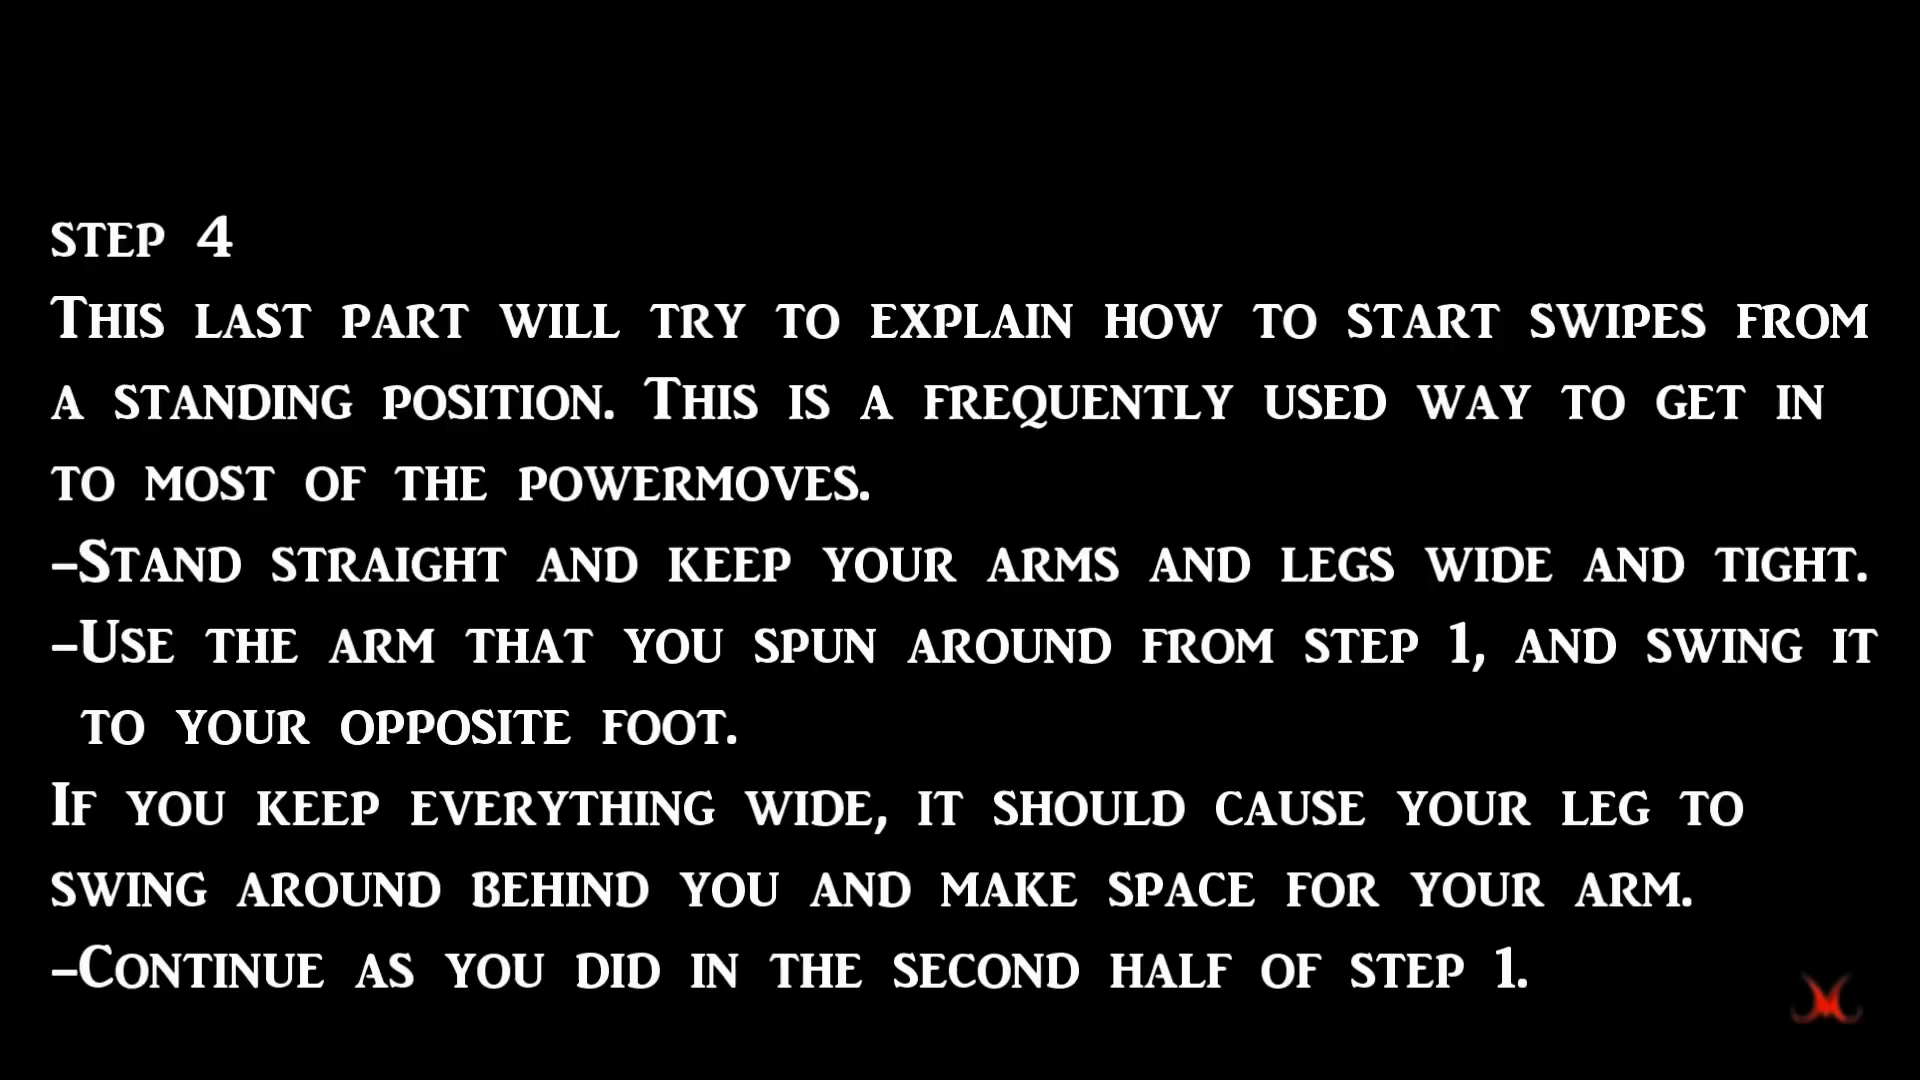 step 4
This last part will try to explain how to start swipes from
a standing position. This is a frequently used way to get in
to most of the powermoves.
-Stand straight and keep your arms and legs wide and tight.
-Use the arm that you spun around from step 1, and swing it
to your opposite foot.
If you keep everything wide, it should cause your leg to
swing around behind you and make space for your arm.
-Continue as you did in the second half of step 1.